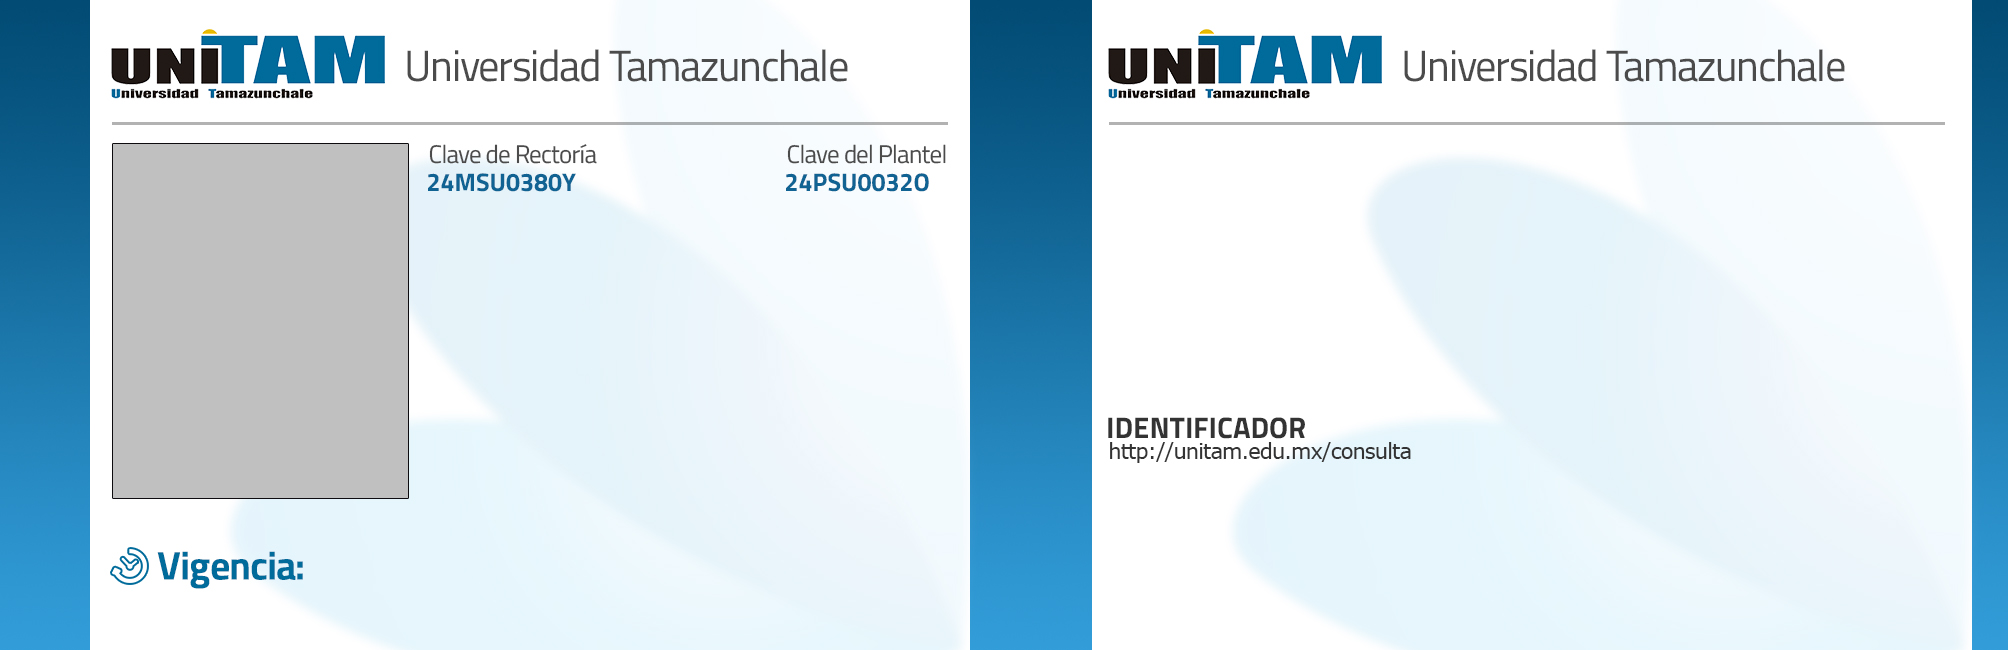 UNiTAM Universidad Tamazunchale
Universidad Tamazunchale
Clave de Rectoría
24MSU0380Y
Clave del Plantel
24PSU0032O
Vigencia:
UNiTAM Universidad Tamazunchale
Universidad Tamazunchale
IDENTIFICADOR
http://unitam.edu.mx/consulta